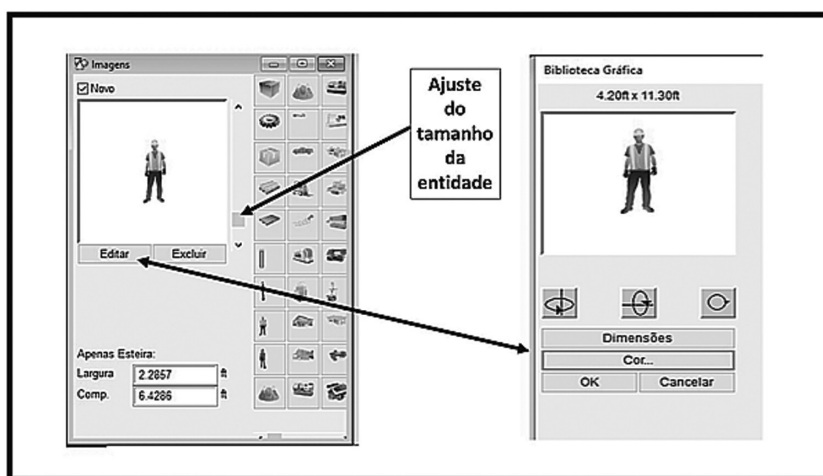 Imagens
Novo
Editar Excluir
Apenas Esteira:
Largura 2.2857 ft
Comp. 6.4286 ft
Ajuste
do
tamanho
da
entidade
Biblioteca Gráfica
4.20ft x 11.30ft
Dimensões
Cor...
OK Cancelar